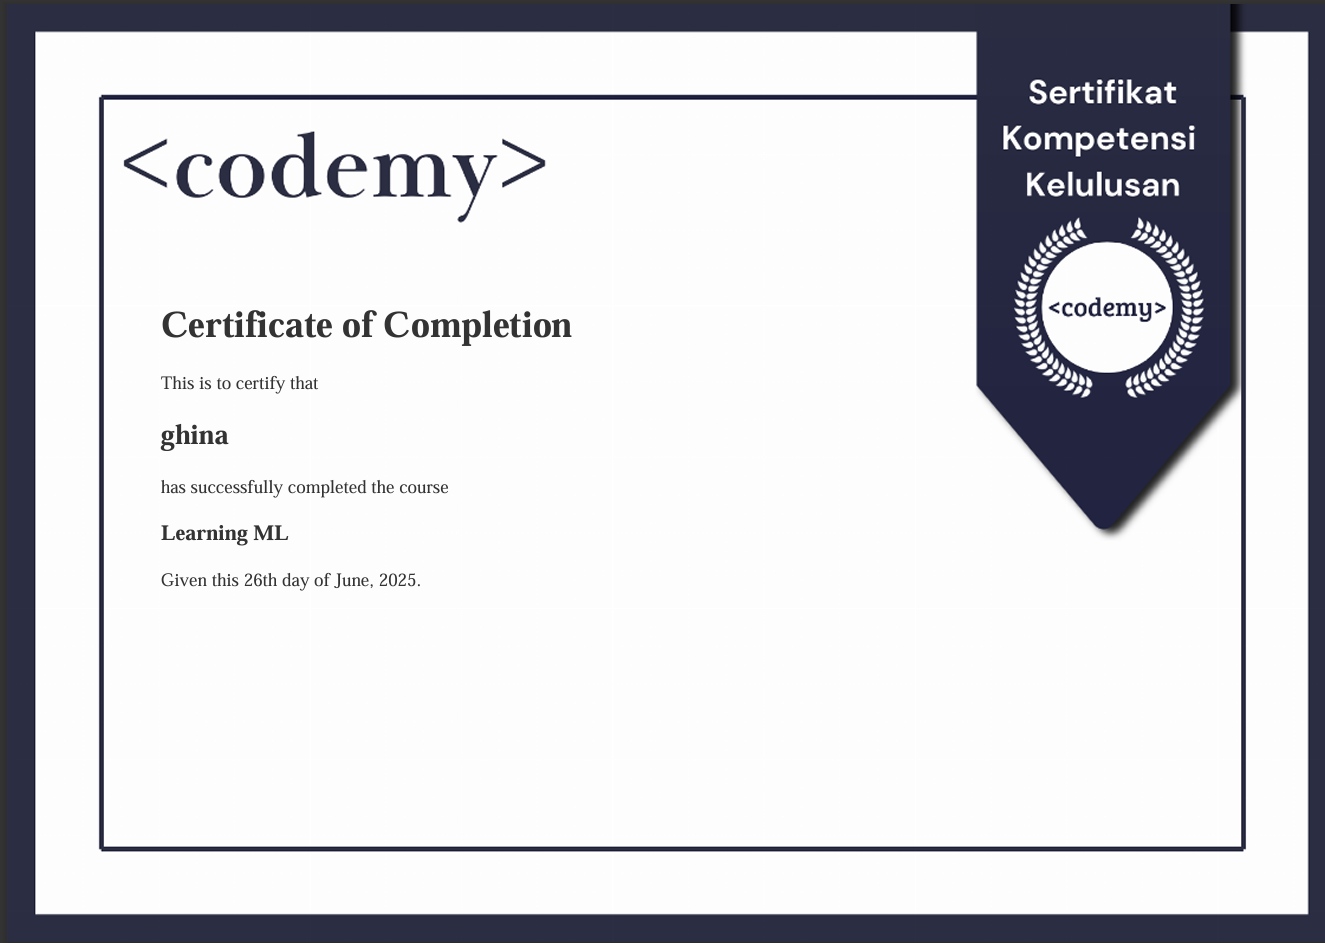 <codemy>
Sertifikat
Kompetensi
Kelulusan
<codemy>
Certificate of Completion
This is to certify that
ghina
has successfully completed the course
Learning ML
Given this 26th day of June, 2025.